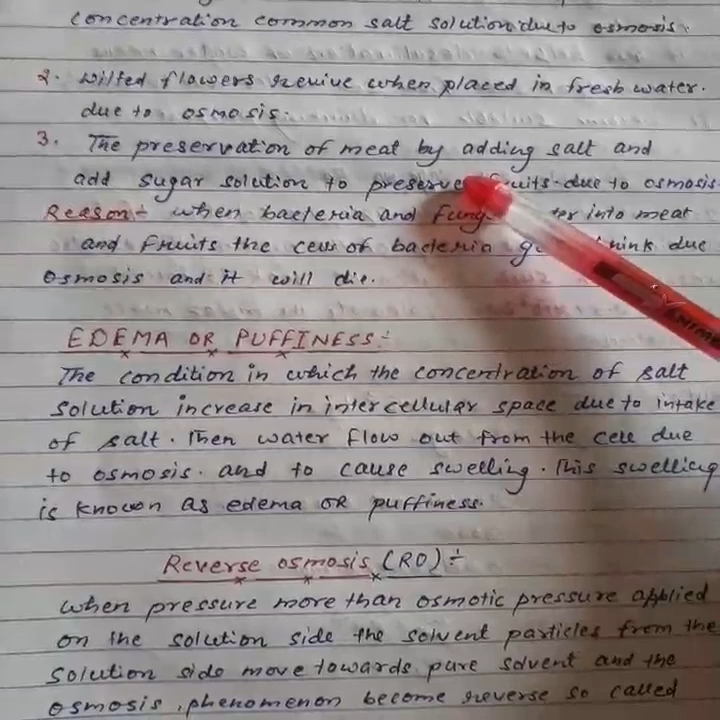 concentration common salt solution due to osmosis.
2. wilted flowers revive when placed in fresh water.
due to osmosis.
3. The preservation of meat by adding salt and
add sugar solution to preserve fruits due to osmosis
Reason :- when bacteria and Fung into meat
and Fruits the cells of bacteria due
osmosis and it will die.
EDEMA OR PUFFINESS :-
The condition in which the concentration of salt
solution increase in intercellular space due to intake
of salt. Then water flow out from the cell due
to osmosis. and to cause swelling. This swelling
is known as edema OR puffiness.
Reverse osmosis (RO) :-
when pressure more than osmotic pressure applied
on the solution side the solvent particles from the
solution side move towards pure solvent and the
osmosis, phenomenon become reverse so called